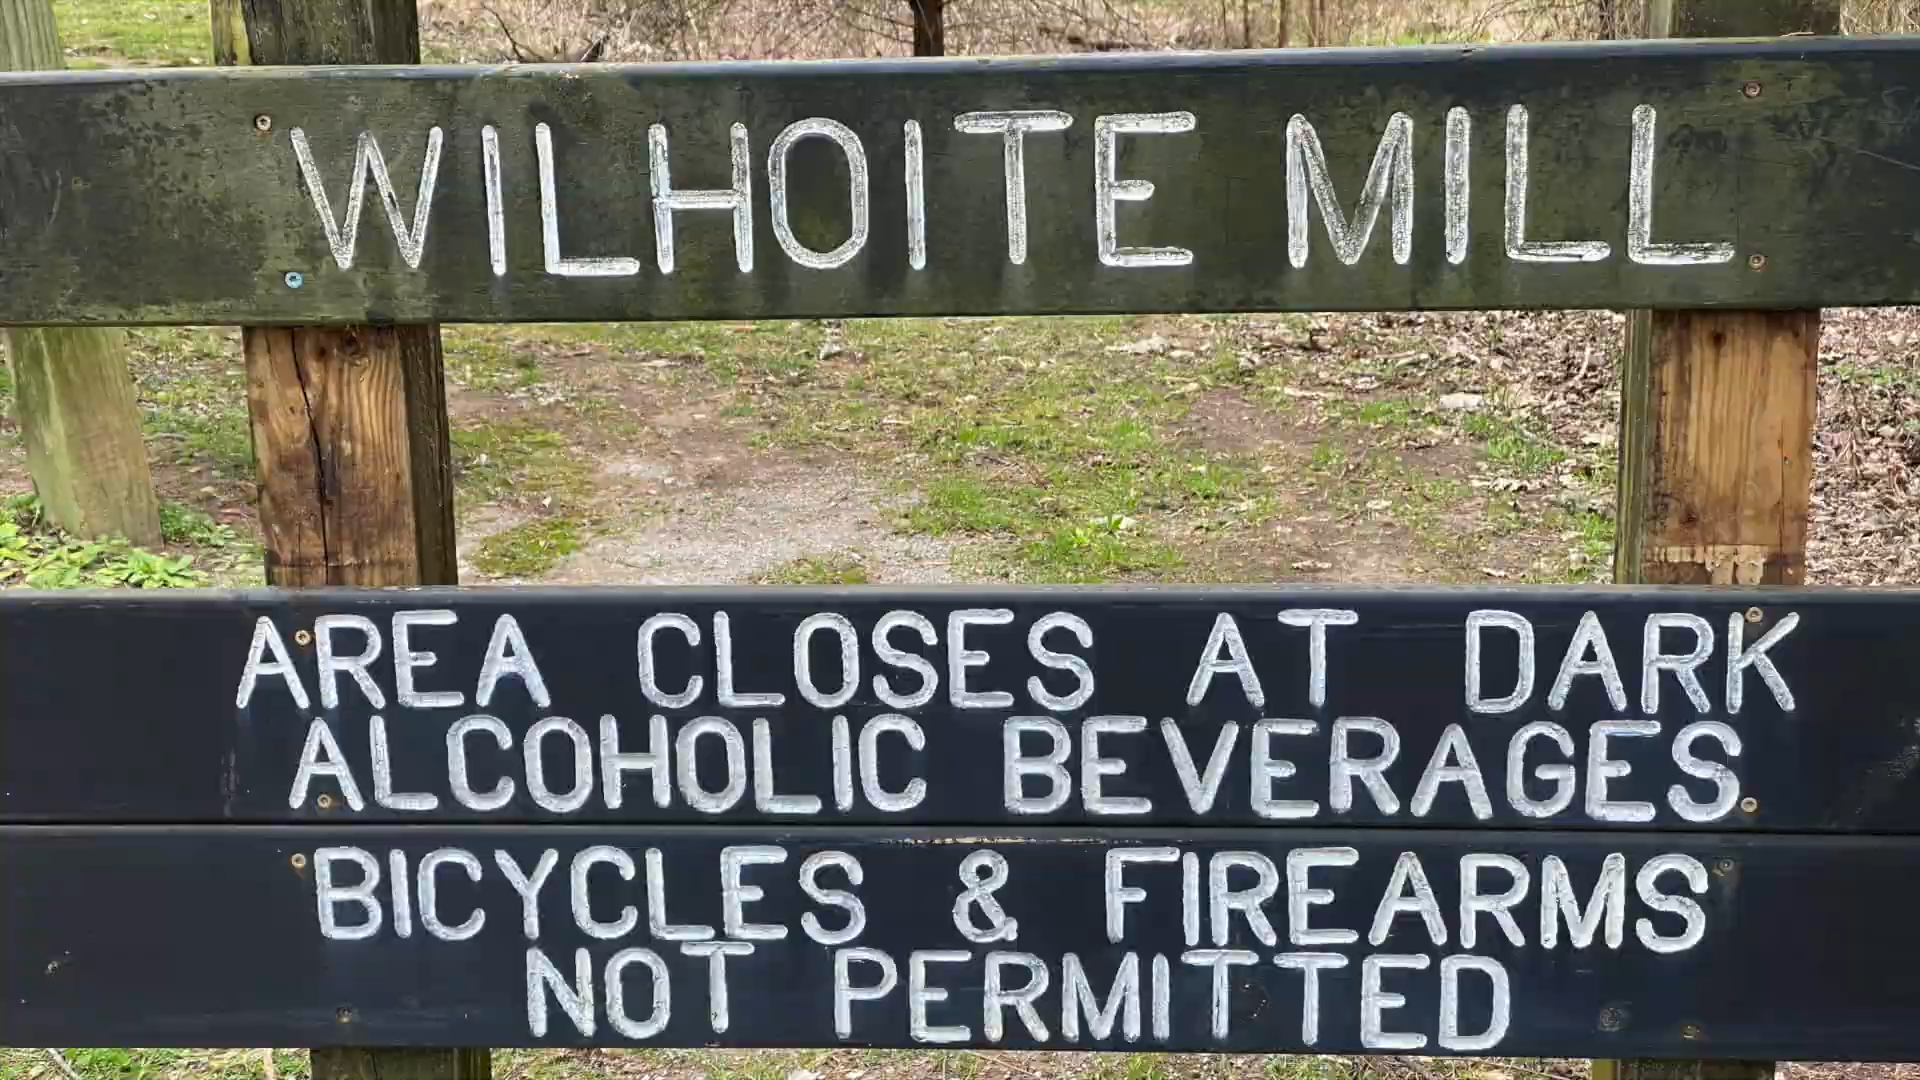 WILHOITE MILL
AREA CLOSES AT DARK
ALCOHOLIC BEVERAGES
BICYCLES & FIREARMS
NOT PERMITTED